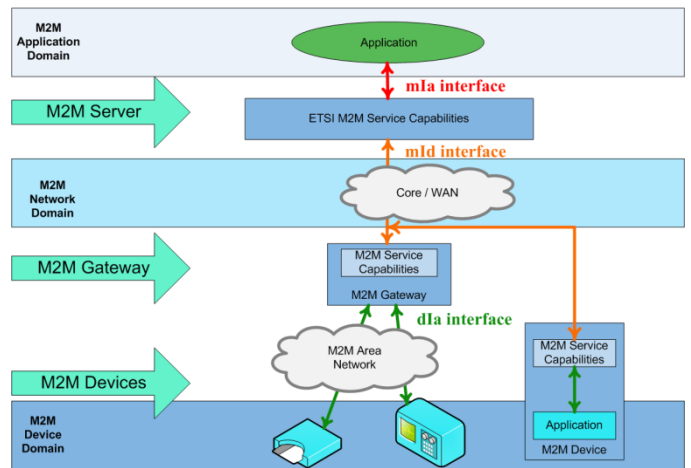 M2M
Application
Domain
Application
mIa interface
M2M Server
ETSI M2M Service Capabilities
mId interface
M2M
Network
Domain
Core / WAN
M2M Gateway
M2M Service
Capabilities
M2M Gateway
dIa interface
M2M Area
Network
M2M Service
Capabilities
M2M Devices
Application
M2M Device
M2M
Device
Domain